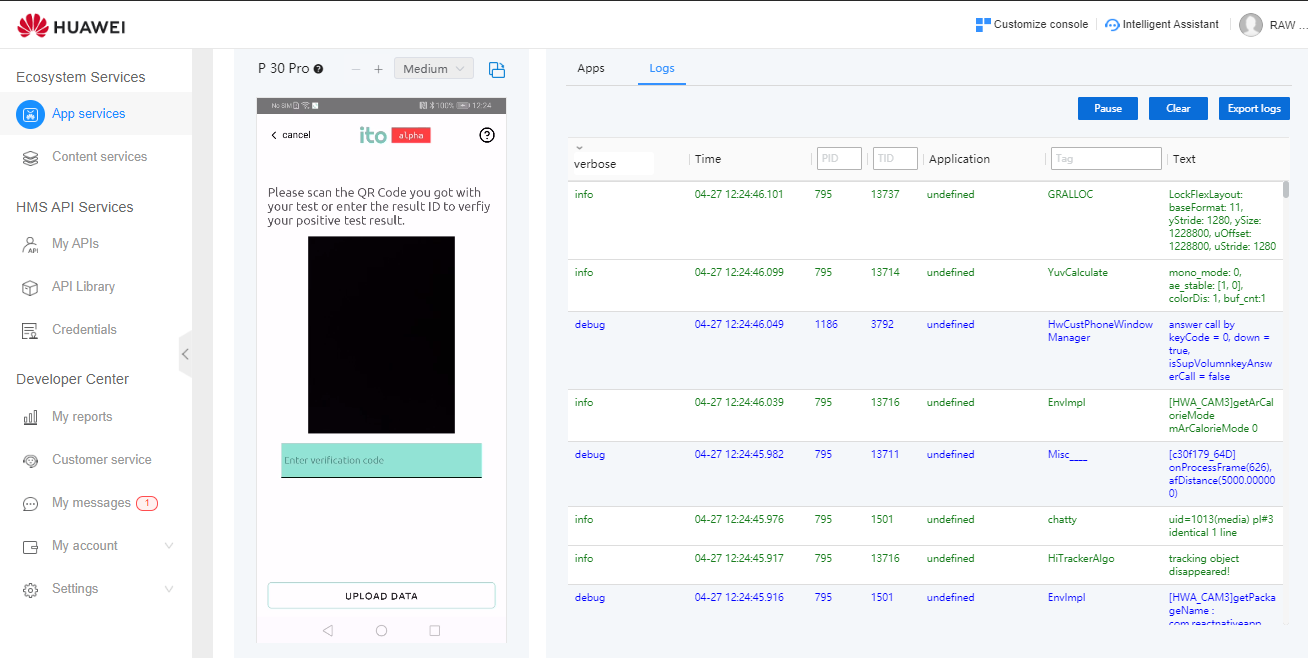 HUAWEI
Customize console
Intelligent Assistant
RAW ...
Ecosystem Services
App services
Content services
HMS API Services
My APIs
API Library
Credentials
Developer Center
My reports
Customer service
My messages 1
My account
Settings
P 30 Pro
Medium
No SIM 100% 12:24
cancel
ito alpha
Please scan the QR Code you got with
your test or enter the result ID to verfiy
your positive test result.
Enter verification code
UPLOAD DATA
Apps Logs
Pause Clear Export logs
verbose Time PID TID Application Tag Text
info 04-27 12:24:46.101 795 13737 undefined GRALLOC LockFlexLayout:
baseFormat: 11,
yStride: 1280, ySize:
1228800, uOffset:
1228800, uStride: 1280
info 04-27 12:24:46.099 795 13714 undefined YuvCalculate mono_mode: 0,
ae_stable: [1, 0],
colorDis: 1, buf_cnt:1
debug 04-27 12:24:46.049 1186 3792 undefined HwCustPhoneWindow answer call by
Manager keyCode = 0, down =
true,
isSupVolumnkeyAnsw
erCall = false
info 04-27 12:24:46.039 795 13716 undefined EnvImpl [HWA_CAM3]getArCal
orieMode
mArCalorieMode 0
debug 04-27 12:24:45.982 795 13711 undefined Misc____ [c30f179_64D]
onProcessFrame(626),
afDistance(5000.00000
0)
info 04-27 12:24:45.976 795 1501 undefined chatty uid=1013(media) pl#3
identical 1 line
info 04-27 12:24:45.917 795 13716 undefined HiTrackerAlgo tracking object
disappeared!
debug 04-27 12:24:45.916 795 1501 undefined EnvImpl [HWA_CAM3]getPacka
geName :
com.reactnativeapp